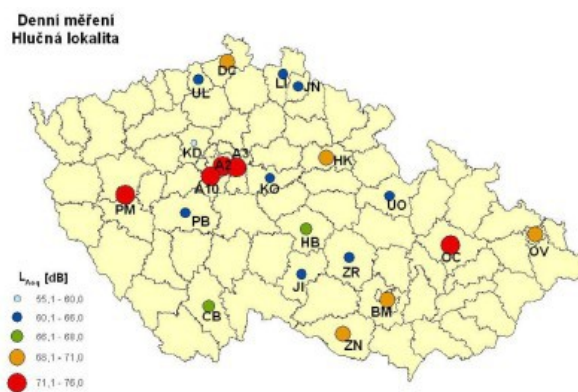 Denní měření
Hlučná lokalita
DC
UL
LI
JN
KD
A2
A3
A10
HK
KO
PM
PB
UO
HB
OC
OV
ZR
JI
CB
BM
ZN
LAeq [dB]
55,1 - 60,0
60,1 - 66,0
66,1 - 68,0
68,1 - 71,0
71,1 - 76,0